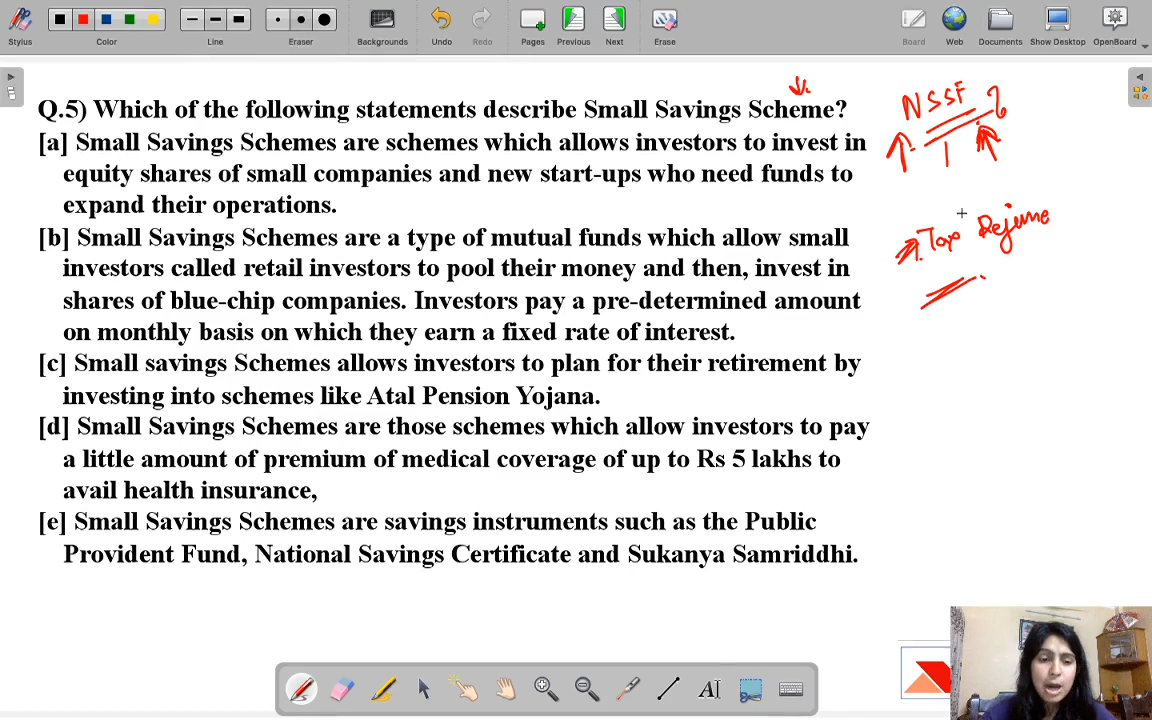 Stylus Color Line Eraser Backgrounds Undo Redo Pages Previous Next Erase Board Web Documents Show Desktop OpenBoard
Q.5) Which of the following statements describe Small Savings Scheme?
[a] Small Savings Schemes are schemes which allows investors to invest in
equity shares of small companies and new start-ups who need funds to
expand their operations.
[b] Small Savings Schemes are a type of mutual funds which allow small
investors called retail investors to pool their money and then, invest in
shares of blue-chip companies. Investors pay a pre-determined amount
on monthly basis on which they earn a fixed rate of interest.
[c] Small savings Schemes allows investors to plan for their retirement by
investing into schemes like Atal Pension Yojana.
[d] Small Savings Schemes are those schemes which allow investors to pay
a little amount of premium of medical coverage of up to Rs 5 lakhs to
avail health insurance,
[e] Small Savings Schemes are savings instruments such as the Public
Provident Fund, National Savings Certificate and Sukanya Samriddhi.
NSSF
Tax Rejime